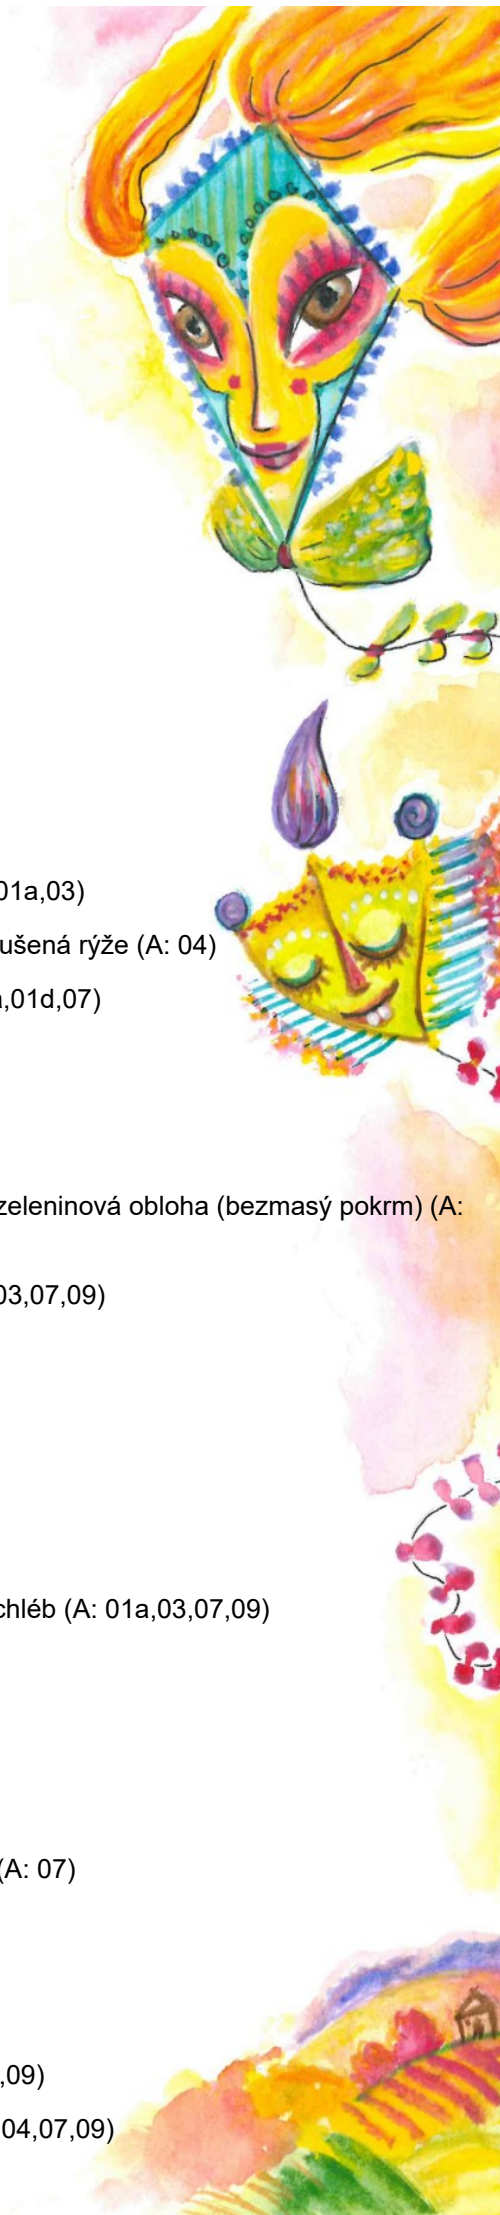 01a,03)
ušená rýže (A: 04)
,01d,07)
zeleninová obloha (bezmasý pokrm) (A:
03,07,09)
chléb (A: 01a,03,07,09)
(A: 07)
,09)
04,07,09)